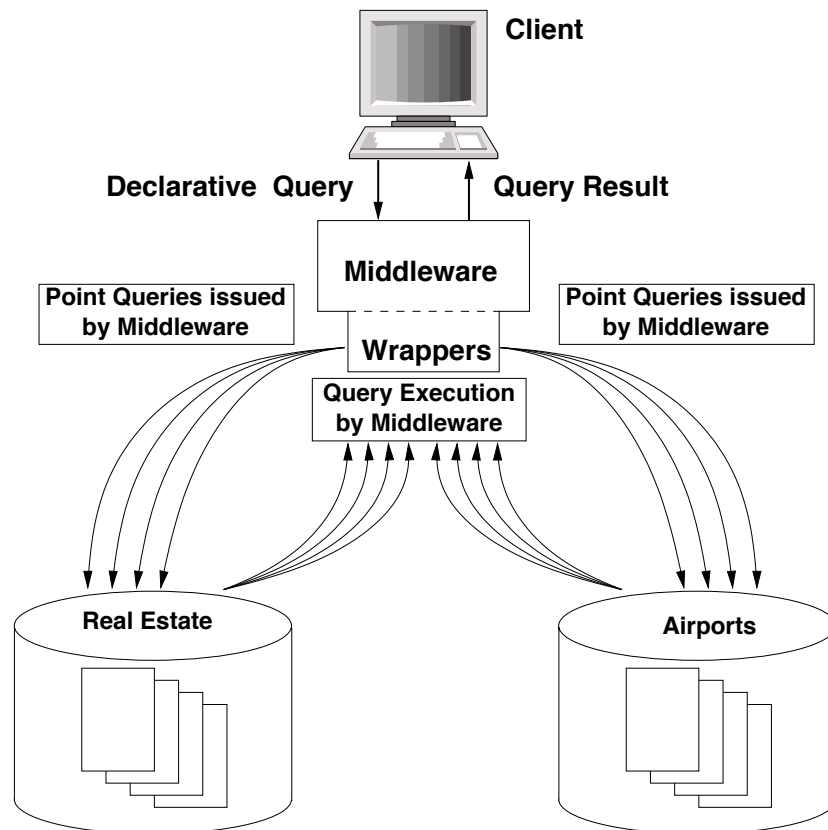 Client
Declarative Query
Query Result
Middleware
Point Queries issued
by Middleware
Point Queries issued
by Middleware
Wrappers
Query Execution
by Middleware
Real Estate
Airports